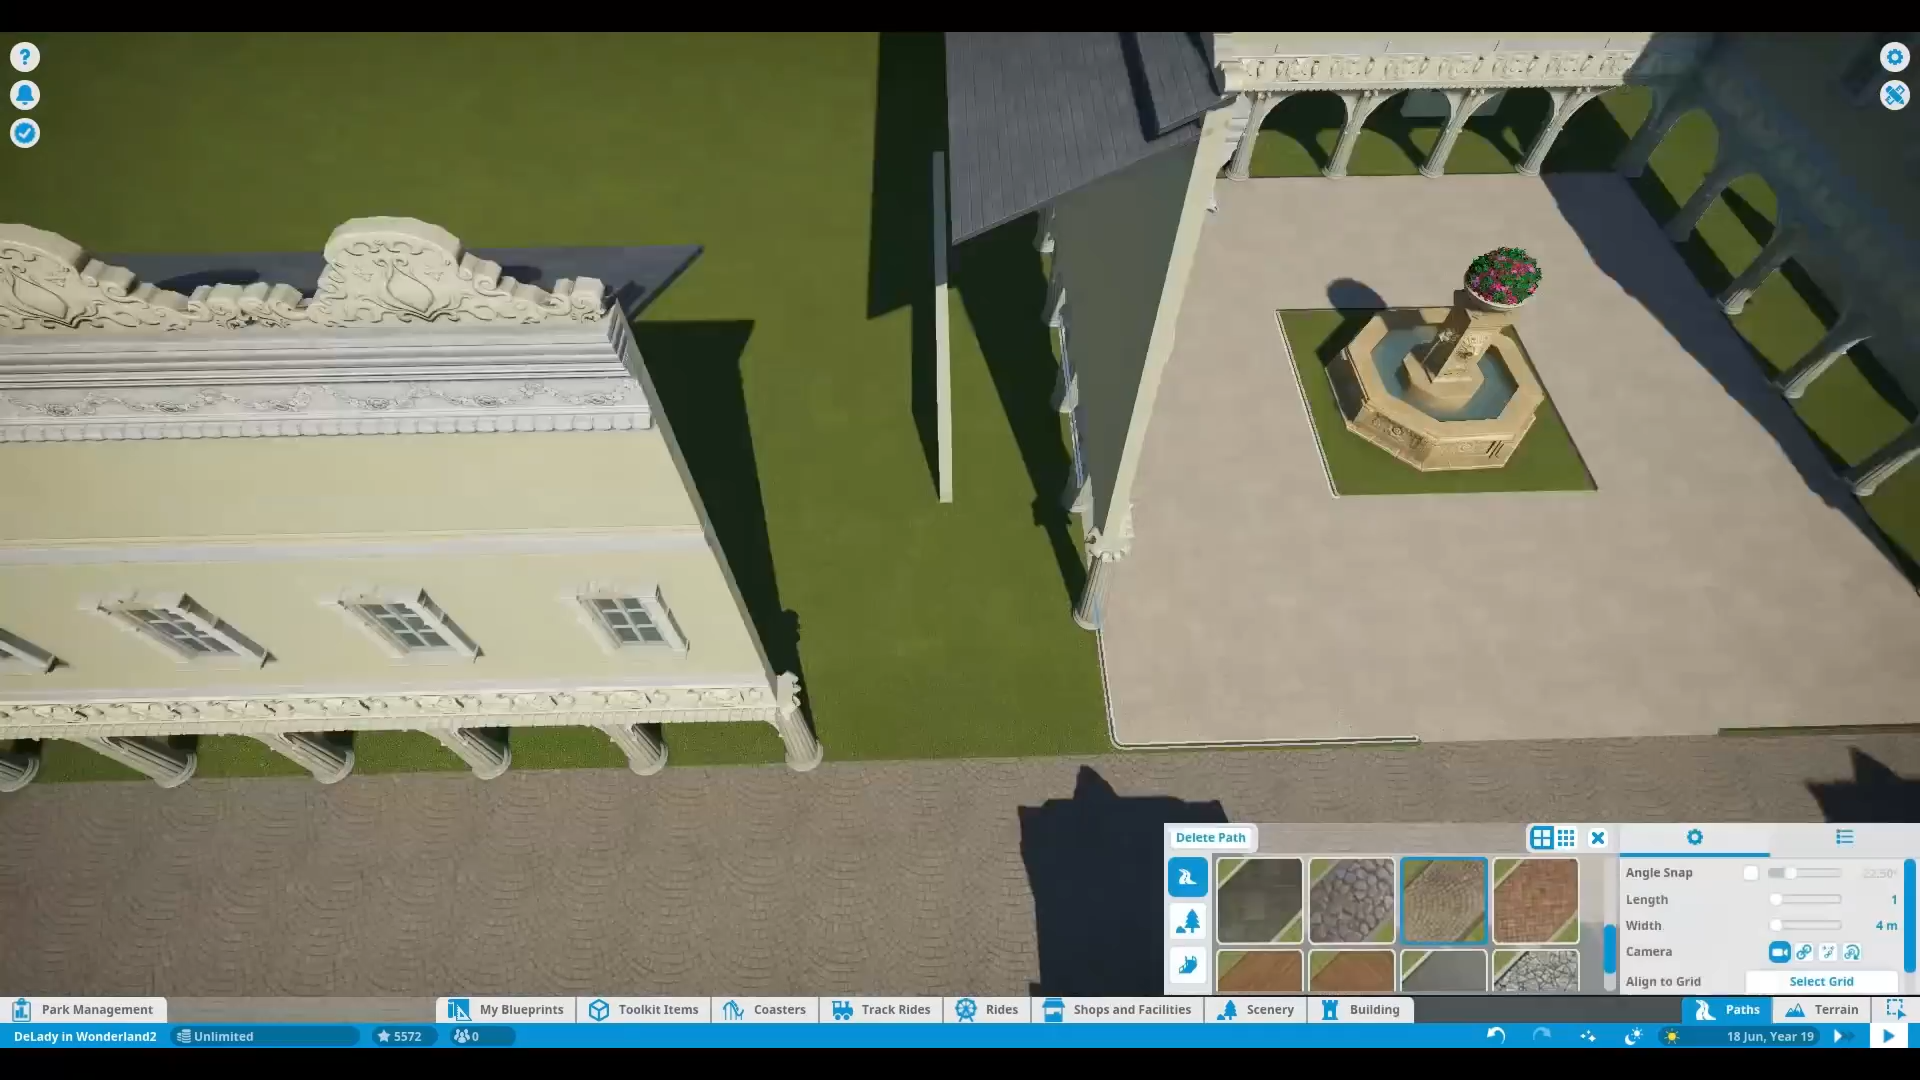 ?
Delete Path
Angle Snap 22.50°
Length 1
Width 4 m
Camera
Align to Grid Select Grid
Park Management My Blueprints Toolkit Items Coasters Track Rides Rides Shops and Facilities Scenery Building Paths Terrain
DeLady in Wonderland2 Unlimited 5572 0 18 Jun, Year 19